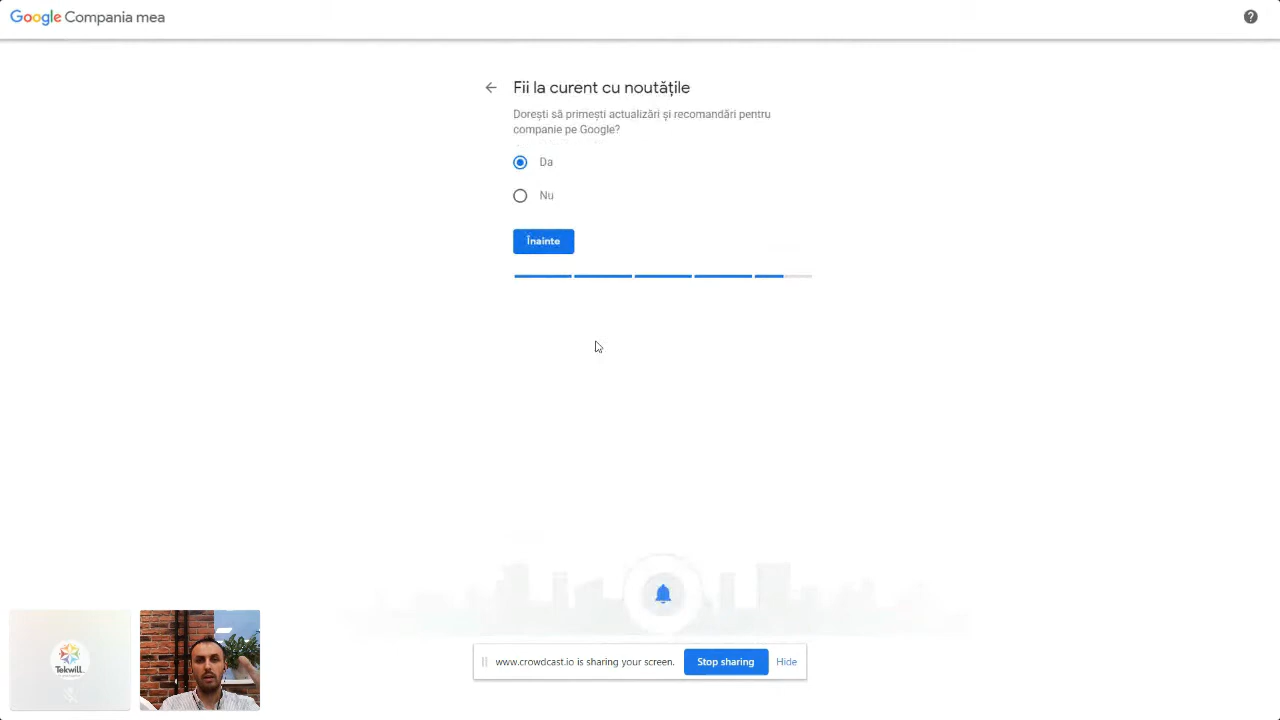 Google Compania mea
Fii la curent cu noutățile
Dorești să primești actualizări și recomandări pentru
companie pe Google?
Da
Nu
Înainte
www.crowdcast.io is sharing your screen.
Stop sharing
Hide
Tekwill